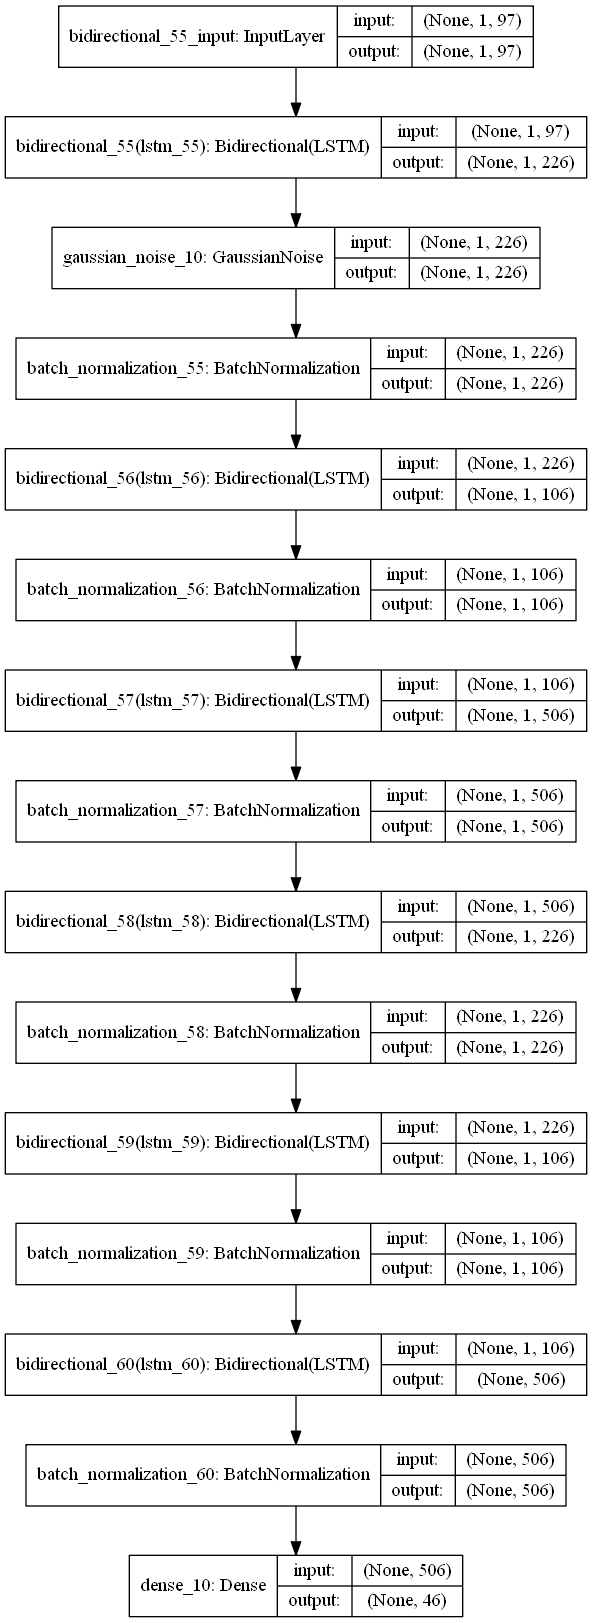 bidirectional_55_input: InputLayer
input: (None, 1, 97)
output: (None, 1, 97)
bidirectional_55(lstm_55): Bidirectional(LSTM)
input: (None, 1, 97)
output: (None, 1, 226)
gaussian_noise_10: GaussianNoise
input: (None, 1, 226)
output: (None, 1, 226)
batch_normalization_55: BatchNormalization
input: (None, 1, 226)
output: (None, 1, 226)
bidirectional_56(lstm_56): Bidirectional(LSTM)
input: (None, 1, 226)
output: (None, 1, 106)
batch_normalization_56: BatchNormalization
input: (None, 1, 106)
output: (None, 1, 106)
bidirectional_57(lstm_57): Bidirectional(LSTM)
input: (None, 1, 106)
output: (None, 1, 506)
batch_normalization_57: BatchNormalization
input: (None, 1, 506)
output: (None, 1, 506)
bidirectional_58(lstm_58): Bidirectional(LSTM)
input: (None, 1, 506)
output: (None, 1, 226)
batch_normalization_58: BatchNormalization
input: (None, 1, 226)
output: (None, 1, 226)
bidirectional_59(lstm_59): Bidirectional(LSTM)
input: (None, 1, 226)
output: (None, 1, 106)
batch_normalization_59: BatchNormalization
input: (None, 1, 106)
output: (None, 1, 106)
bidirectional_60(lstm_60): Bidirectional(LSTM)
input: (None, 1, 106)
output: (None, 506)
batch_normalization_60: BatchNormalization
input: (None, 506)
output: (None, 506)
dense_10: Dense
input: (None, 506)
output: (None, 46)